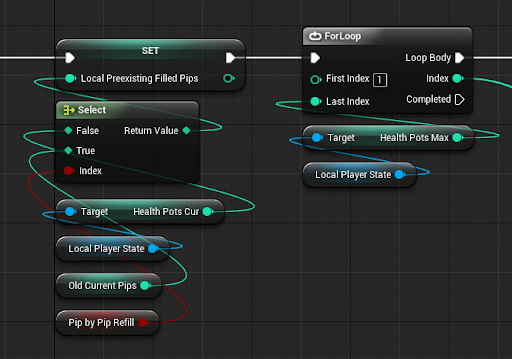 SET
Local Preexisting Filled Pips
Select
False Return Value
True
Index
Target Health Pots Cur
Local Player State
Old Current Pips
Pip by Pip Refill
ForLoop
Loop Body
First Index 1 Index
Last Index Completed
Target Health Pots Max
Local Player State